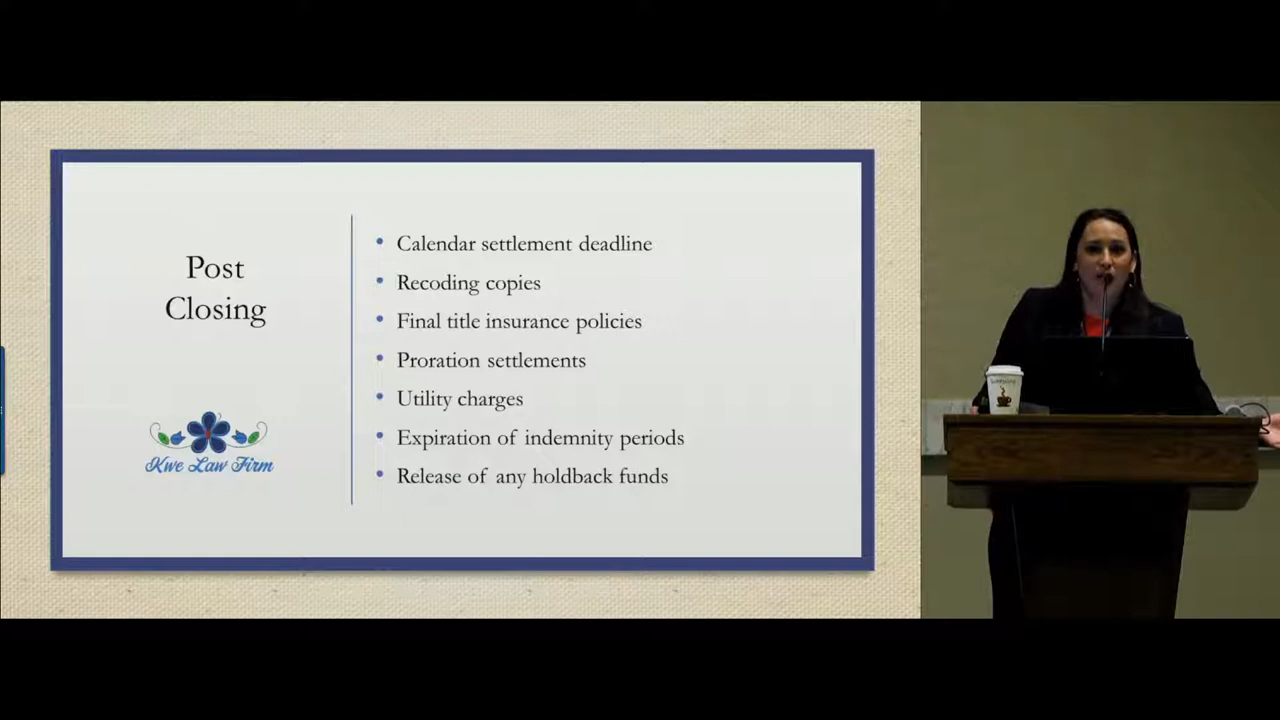 Post
Closing
Kwe Law Firm
Calendar settlement deadline
Recoding copies
Final title insurance policies
Proration settlements
Utility charges
Expiration of indemnity periods
Release of any holdback funds